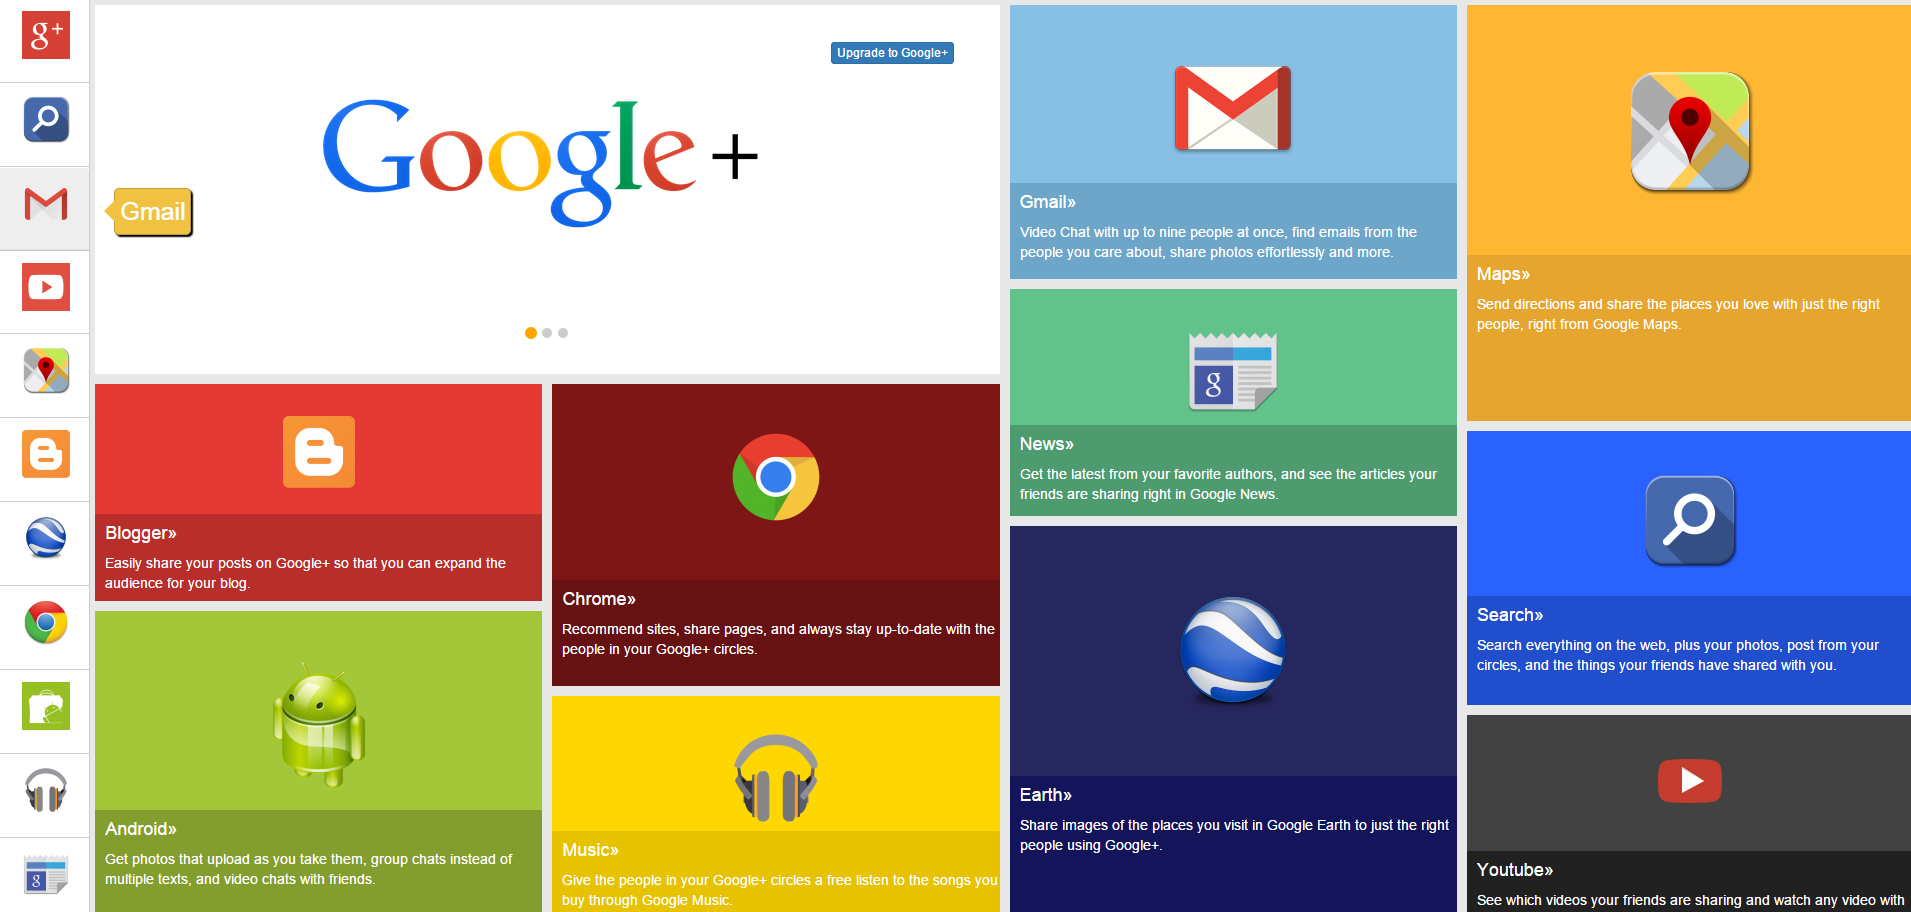 g+
Upgrade to Google+
Google+
Gmail
Gmail»
Video Chat with up to nine people at once, find emails from the
people you care about, share photos effortlessly and more.
Maps»
Send directions and share the places you love with just the right
people, right from Google Maps.
g
News»
Get the latest from your favorite authors, and see the articles your
friends are sharing right in Google News.
Blogger»
Easily share your posts on Google+ so that you can expand the
audience for your blog.
Chrome»
Recommend sites, share pages, and always stay up-to-date with the
people in your Google+ circles.
Search»
Search everything on the web, plus your photos, post from your
circles, and the things your friends have shared with you.
Android»
Get photos that upload as you take them, group chats instead of
multiple texts, and video chats with friends.
Music»
Give the people in your Google+ circles a free listen to the songs you
buy through Google Music.
Earth»
Share images of the places you visit in Google Earth to just the right
people using Google+.
Youtube»
See which videos your friends are sharing and watch any video with
g